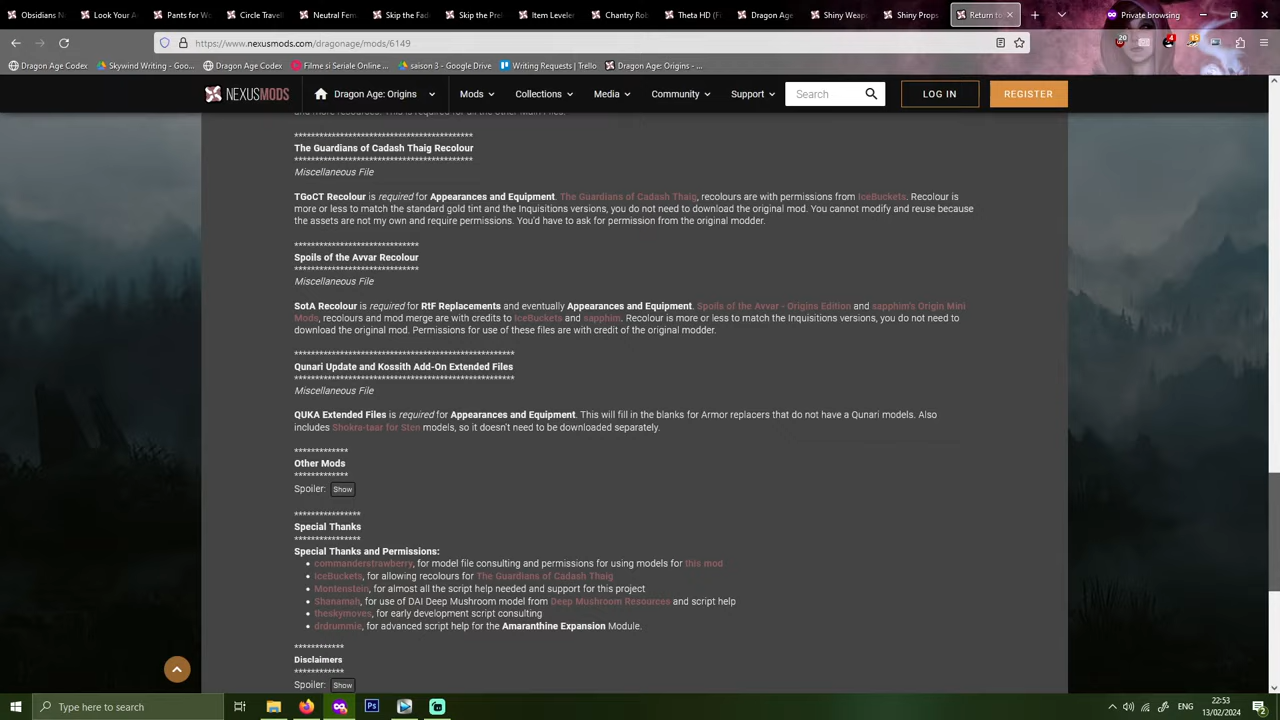 Obsidians N
Look Your A
Pants for W
Circle Travell
Neutral Fem
Skip the Fad
Skip the Pre
Item Leveler
Chantry Rob
Theta HD (F
Dragon Age
Shiny Weap
Shiny Props
Return to
Private browsing
https://www.nexusmods.com/dragonage/mods/6149
20
4
15
Dragon Age Codex
Skywind Writing - Goo...
Dragon Age Codex
Filme si Seriale Online ...
saison 3 - Google Drive
Writing Requests | Trello
Dragon Age: Origins - ...
NEXUSMODS
Dragon Age: Origins
Mods
Collections
Media
Community
Support
Search
LOG IN
REGISTER
and more resources. This is required for all the other Main Files.
*******************************************
The Guardians of Cadash Thaig Recolour
*******************************************
Miscellaneous File
TGoCT Recolour is required for Appearances and Equipment. The Guardians of Cadash Thaig, recolours are with permissions from IceBuckets. Recolour is
more or less to match the standard gold tint and the Inquisitions versions, you do not need to download the original mod. You cannot modify and reuse because
the assets are not my own and require permissions. You'd have to ask for permission from the original modder.
******************************
Spoils of the Avvar Recolour
******************************
Miscellaneous File
SotA Recolour is required for RtF Replacements and eventually Appearances and Equipment. Spoils of the Avvar - Origins Edition and sapphim's Origin Mini
Mods, recolours and mod merge are with credits to IceBuckets and sapphim. Recolour is more or less to match the Inquisitions versions, you do not need to
download the original mod. Permissions for use of these files are with credit of the original modder.
*****************************************************
Qunari Update and Kossith Add-On Extended Files
*****************************************************
Miscellaneous File
QUKA Extended Files is required for Appearances and Equipment. This will fill in the blanks for Armor replacers that do not have a Qunari models. Also
includes Shokra-taar for Sten models, so it doesn't need to be downloaded separately.
*************
Other Mods
*************
Spoiler: Show
****************
Special Thanks
****************
Special Thanks and Permissions:
• commanderstrawberry, for model file consulting and permissions for using models for this mod
• IceBuckets, for allowing recolours for The Guardians of Cadash Thaig
• Montenstein, for almost all the script help needed and support for this project
• Shanamah, for use of DAI Deep Mushroom model from Deep Mushroom Resources and script help
• theskymoves, for early development script consulting
• drdrummie, for advanced script help for the Amaranthine Expansion Module.
************
Disclaimers
************
Spoiler: Show
Type here to search
Ps
ENG
22:53
13/02/2024
2